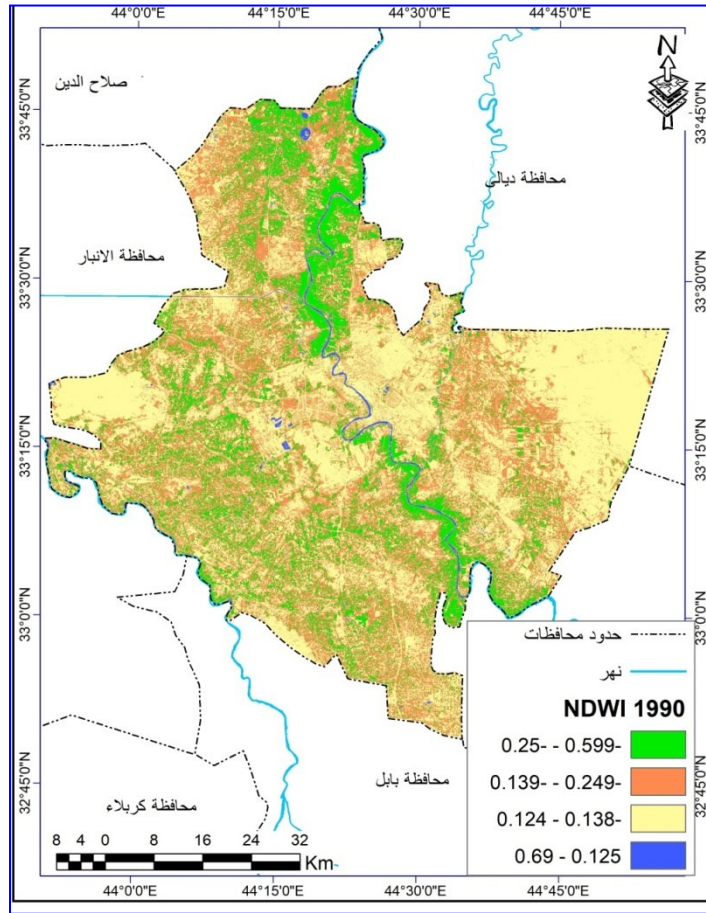 44°0'0"E 44°15'0"E 44°30'0"E 44°45'0"E
N
صلاح الدين
33°45'0"N 33°45'0"N
محافظة ديالى
محافظة الانبار
33°30'0"N 33°30'0"N
33°15'0"N 33°15'0"N
33°0'0"N 33°0'0"N
حدود محافظات
نهر
NDWI 1990
0.25- - 0.599-
0.139- - 0.249-
0.124 - 0.138-
0.69 - 0.125
محافظة بابل
32°45'0"N 32°45'0"N
محافظة كربلاء
8 4 0 8 16 24 32
Km
44°0'0"E 44°15'0"E 44°30'0"E 44°45'0"E